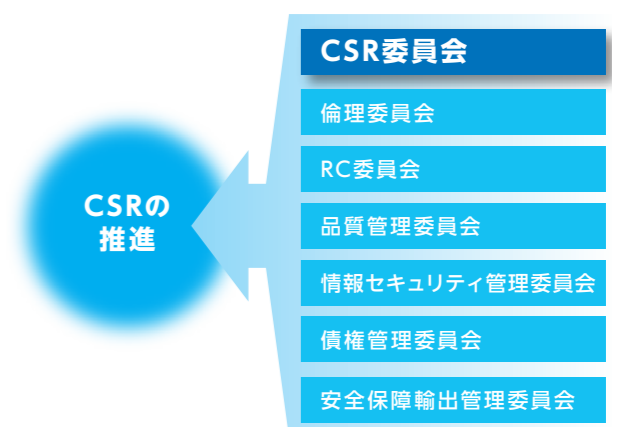 CSRの
推進
CSR委員会
倫理委員会
RC委員会
品質管理委員会
情報セキュリティ管理委員会
債権管理委員会
安全保障輸出管理委員会